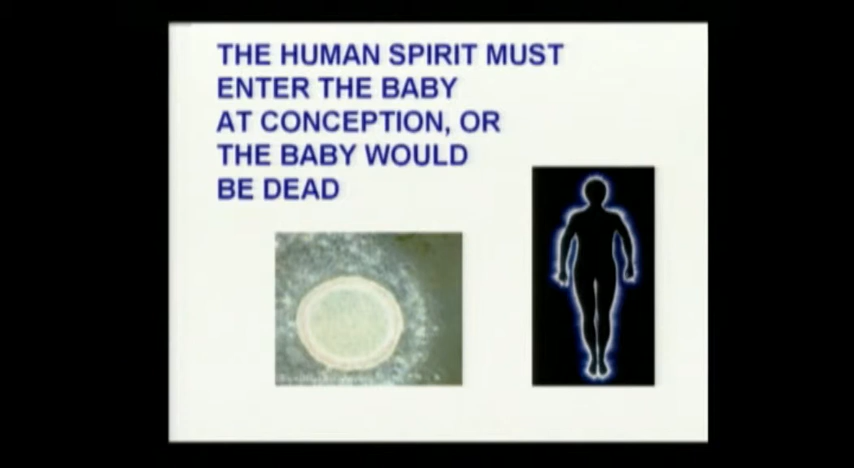 THE HUMAN SPIRIT MUST
ENTER THE BABY
AT CONCEPTION, OR
THE BABY WOULD
BE DEAD